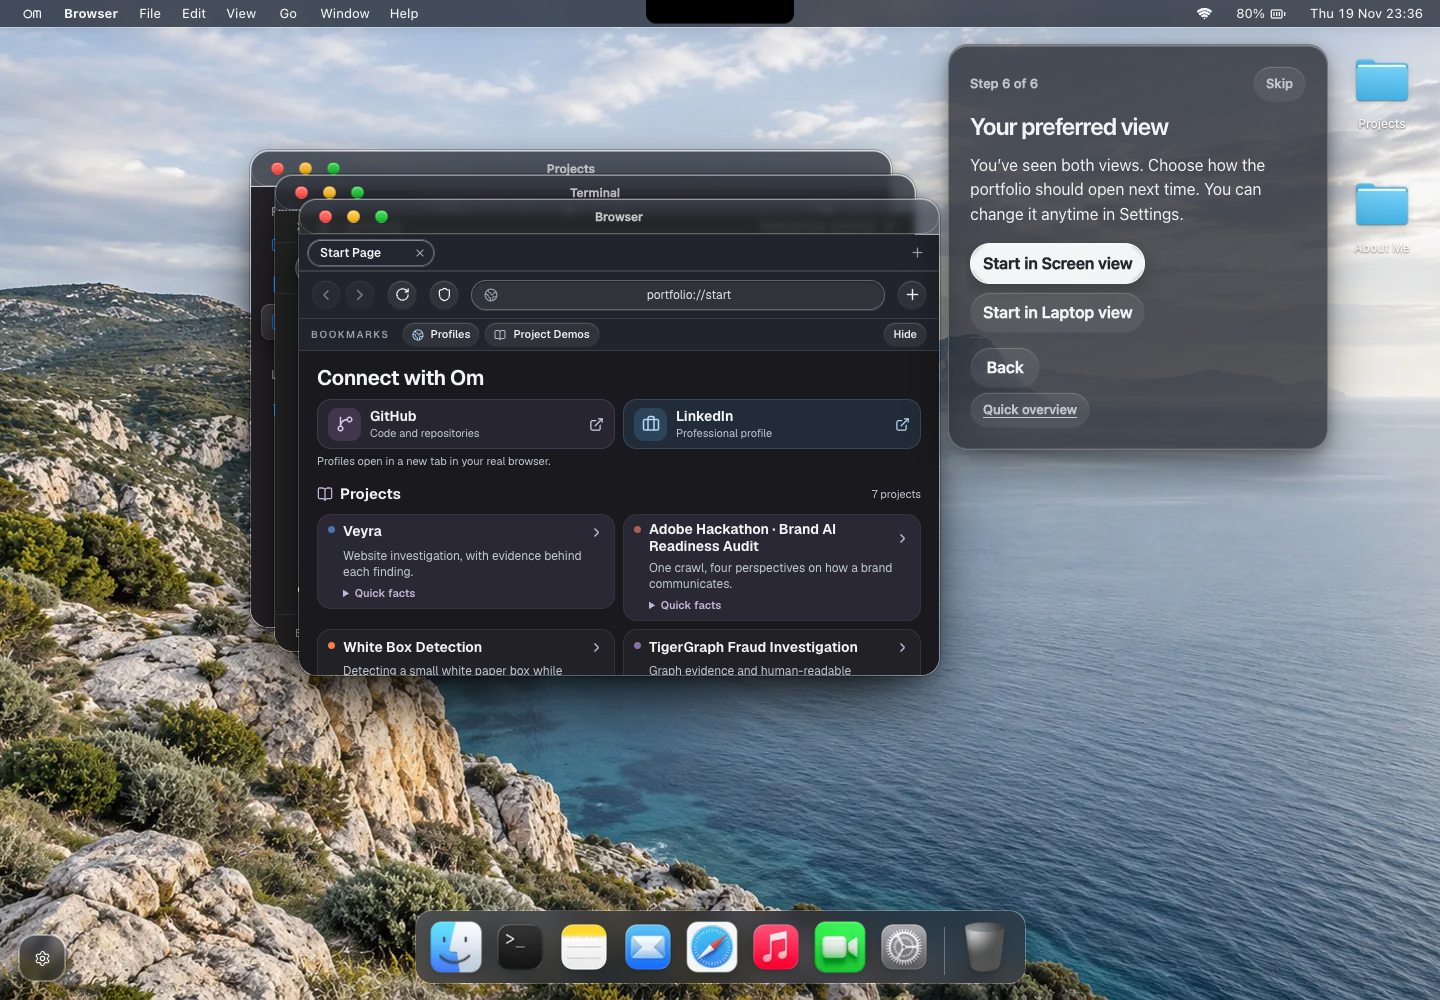 Om Browser File Edit View Go Window Help
80% Thu 19 Nov 23:36
Step 6 of 6
Skip
Your preferred view
You’ve seen both views. Choose how the
portfolio should open next time. You can
change it anytime in Settings.
Start in Screen view
Start in Laptop view
Back
Quick overview
Projects
About Me
Projects
Terminal
Browser
Start Page
portfolio://start
BOOKMARKS Profiles Project Demos Hide
Connect with Om
GitHub
Code and repositories
LinkedIn
Professional profile
Profiles open in a new tab in your real browser.
Projects
7 projects
Veyra
Website investigation, with evidence behind
each finding.
Quick facts
Adobe Hackathon · Brand AI
Readiness Audit
One crawl, four perspectives on how a brand
communicates.
Quick facts
White Box Detection
Detecting a small white paper box while
TigerGraph Fraud Investigation
Graph evidence and human-readable
>_